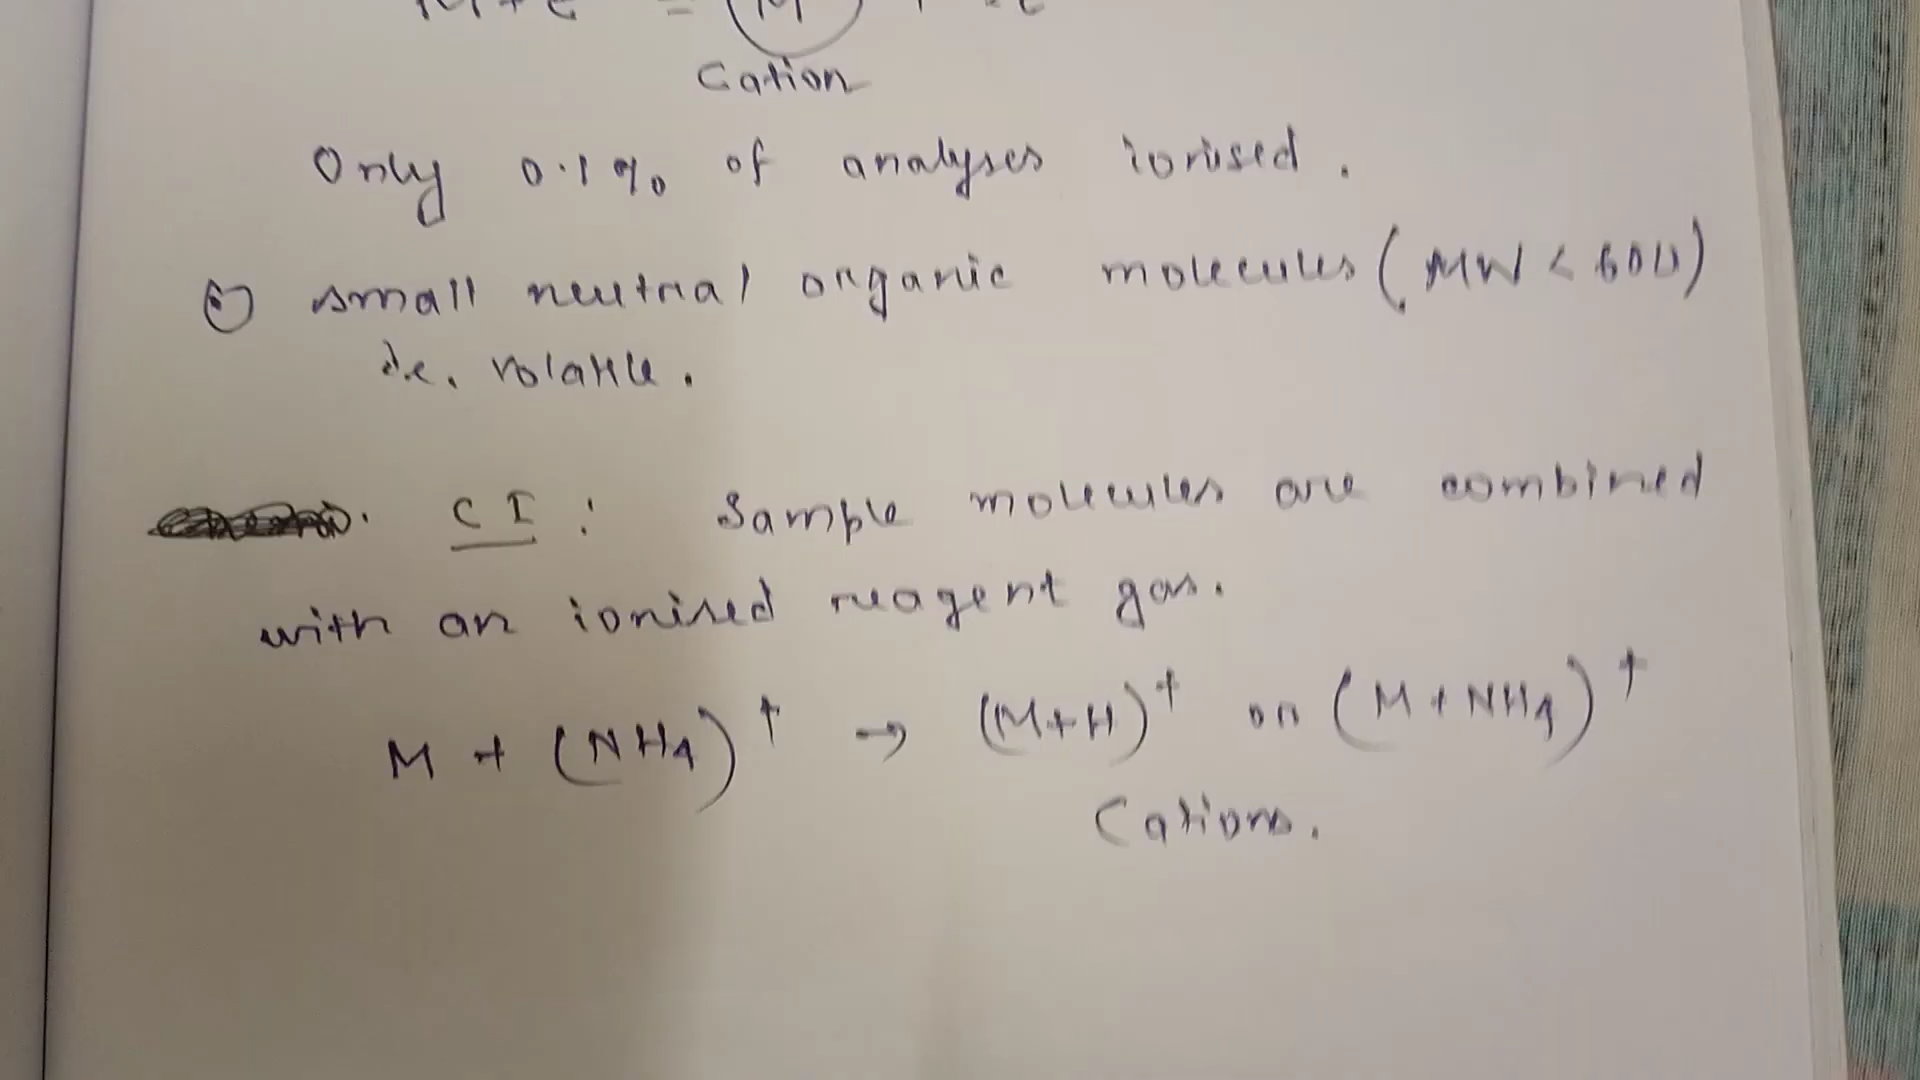 Cation
Only 0.1% of analyses ionised.
small neutral organic molecules (MW < 600)
i.e. volatile.
CI: Sample molecules are combined
with an ionised reagent gas.
M + (NH4)+ → (M+H)+ or (M+NH4)+
Cations.